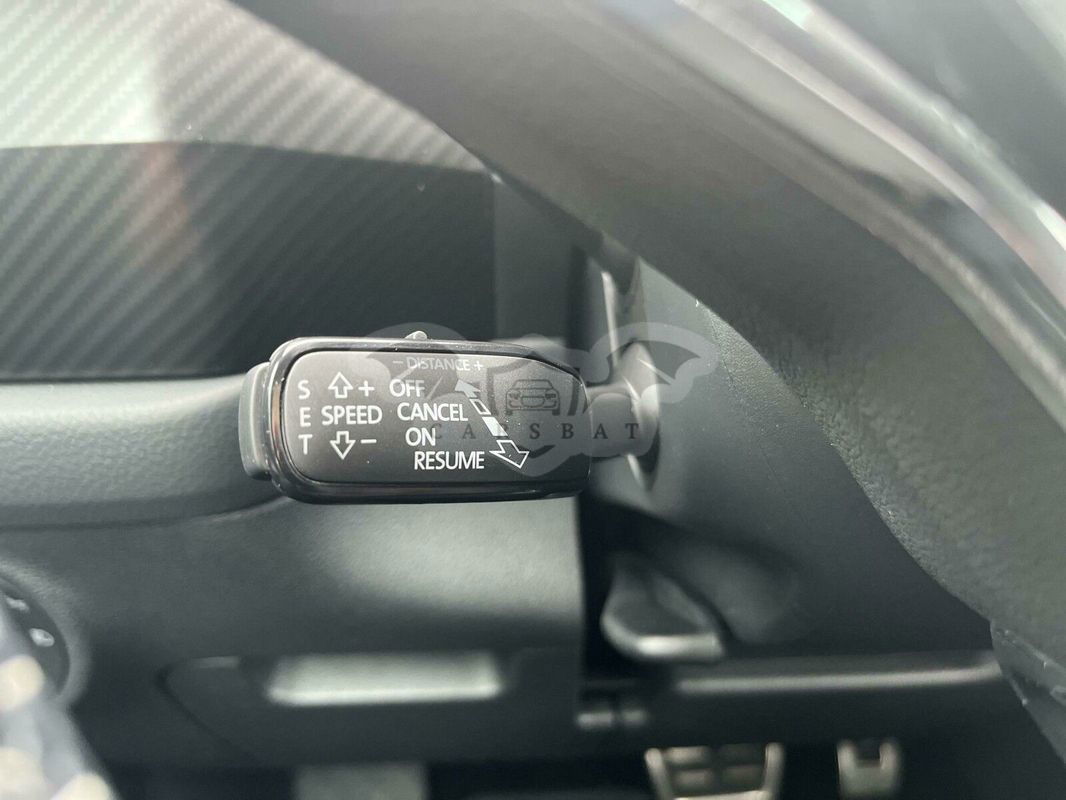 − DISTANCE +
S + OFF
E SPEED CANCEL
T − ON
RESUME
CARSBAT